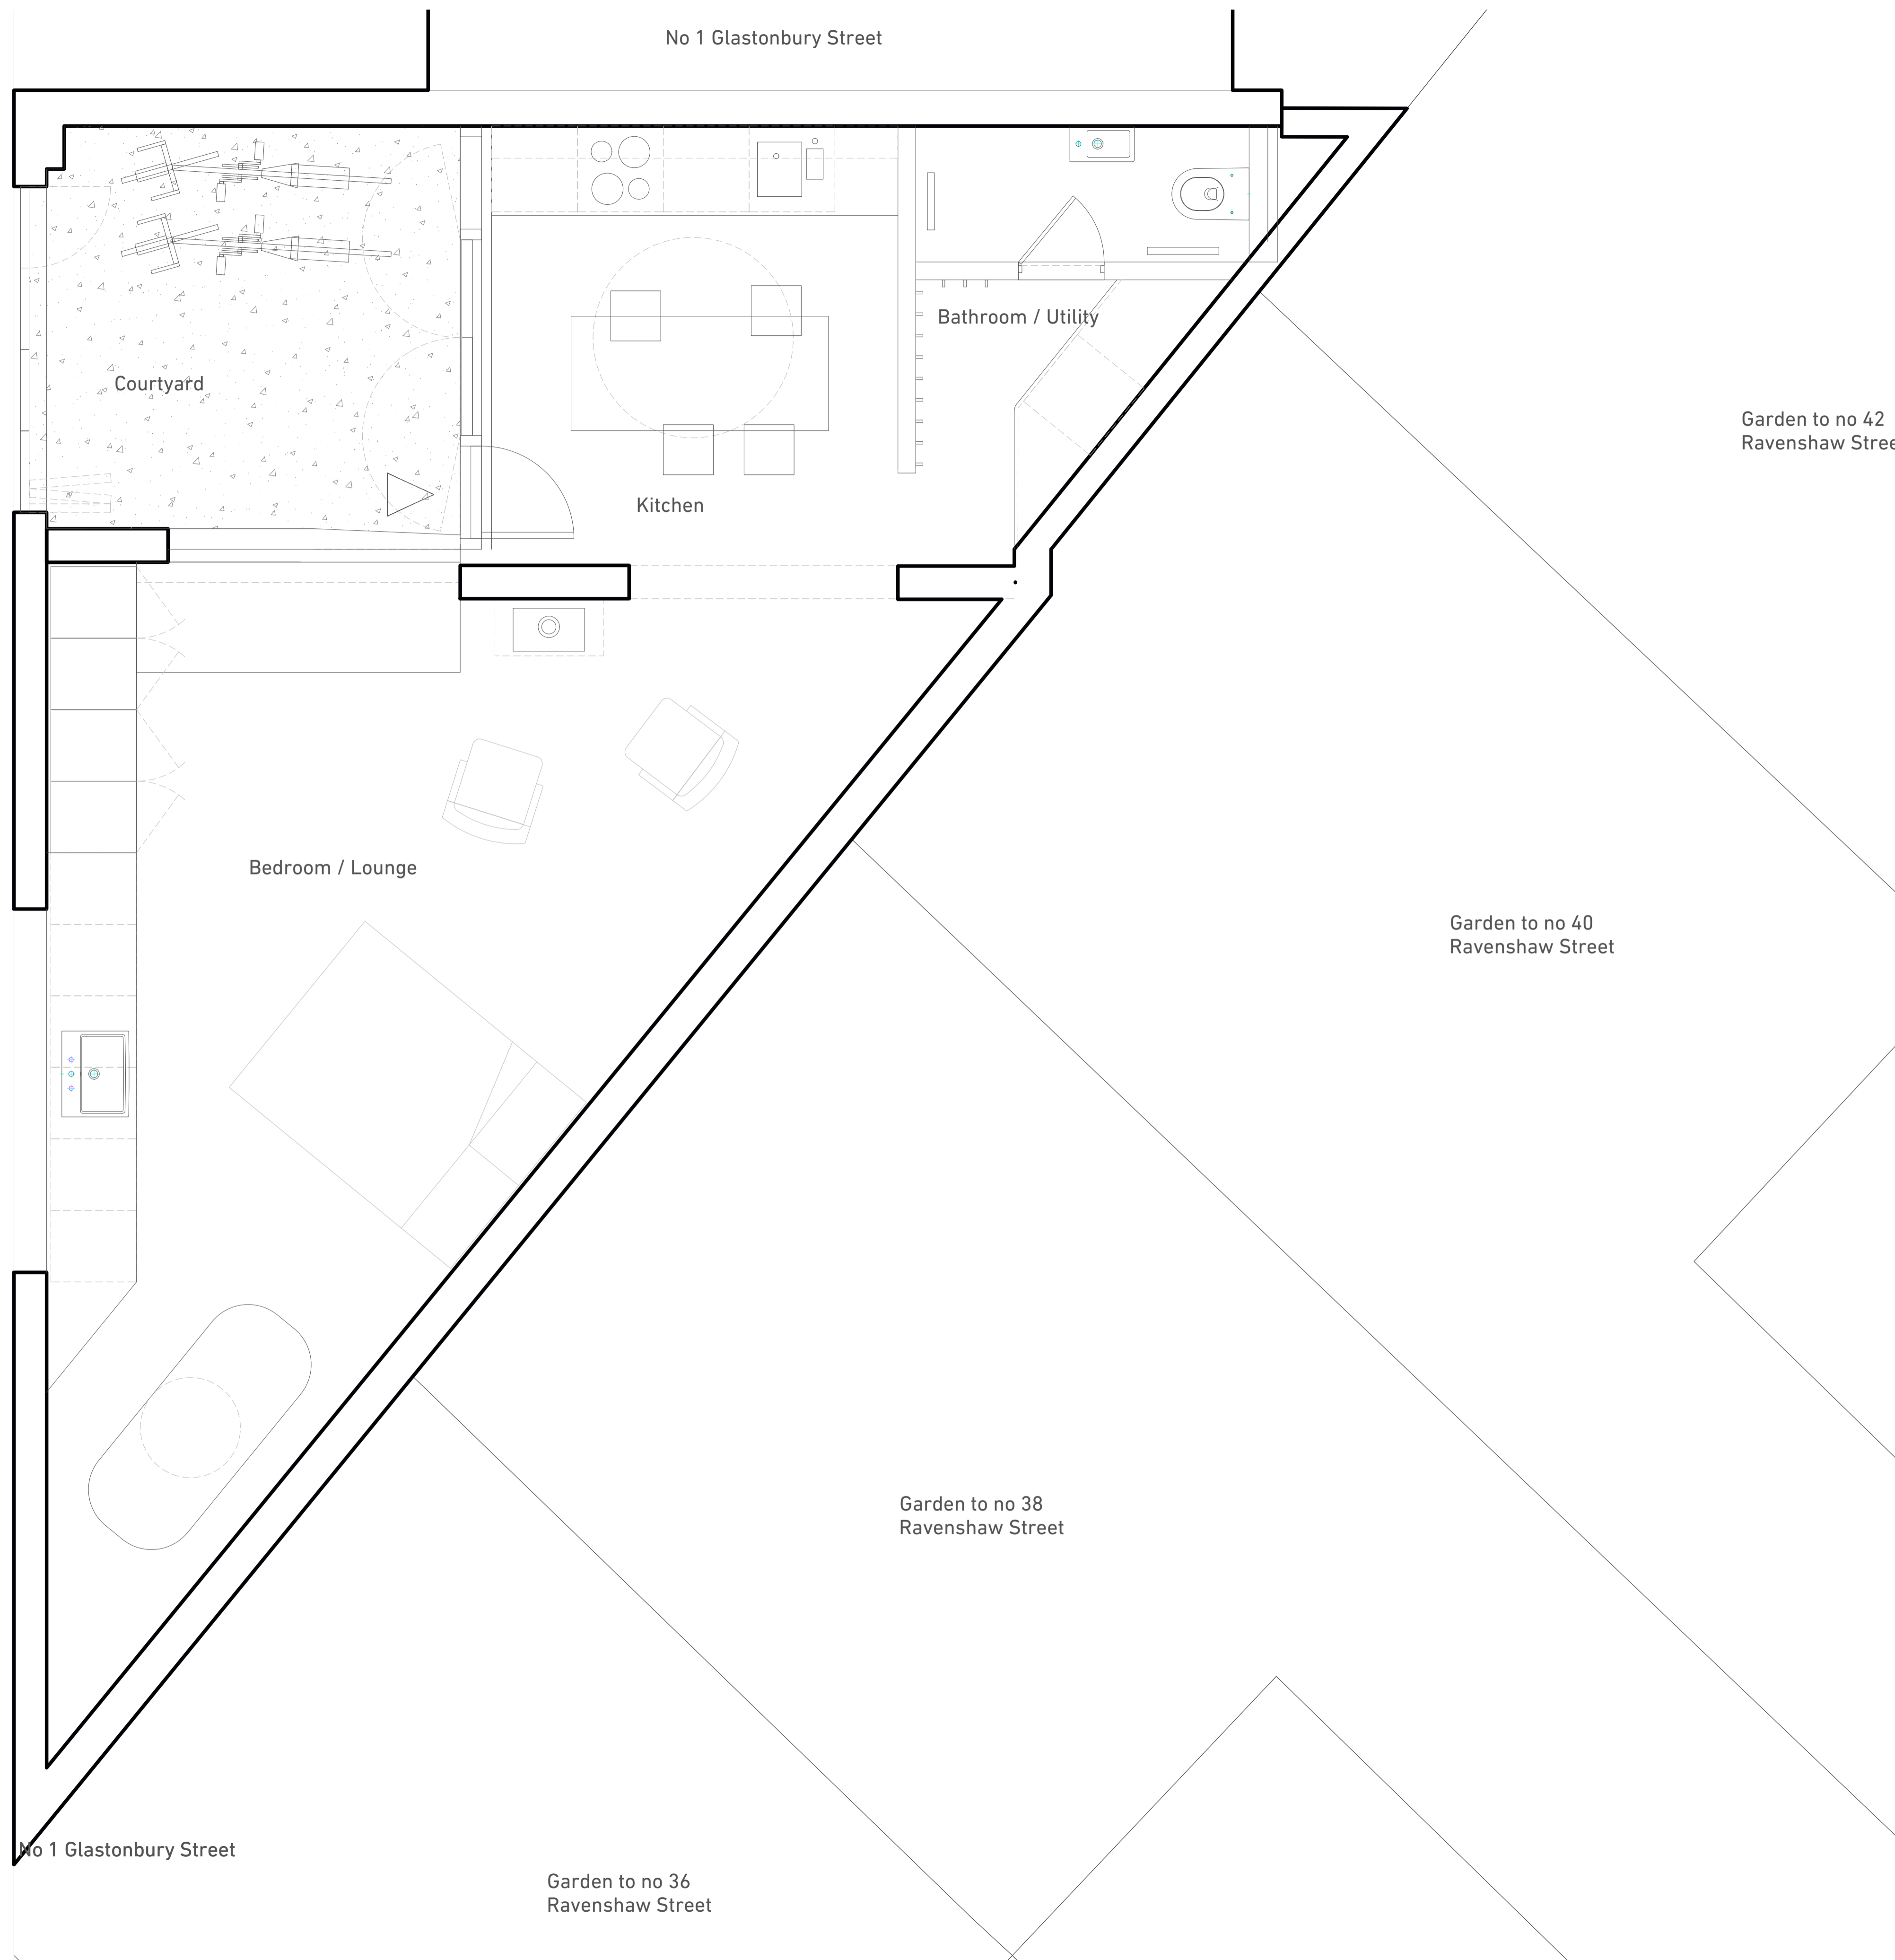 No 1 Glastonbury Street
Bathroom / Utility
Courtyard
Garden to no 42
Ravenshaw Stree
Kitchen
Bedroom / Lounge
Garden to no 40
Ravenshaw Street
Garden to no 38
Ravenshaw Street
No 1 Glastonbury Street
Garden to no 36
Ravenshaw Street